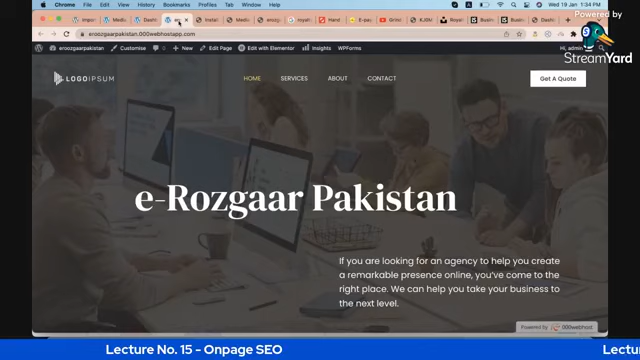 Chrome File Edit View History Bookmarks Profiles Tab Window Help
Wed 19 Jan 1:34 PM
Powered by
StreamYard
eroozgaarpakistan.000webhostapp.com
eroozgaarpakistan
New Edit Page Edit with Elementor Insights WPForms
Hi, admin
LOGOIPSUM
HOME SERVICES ABOUT CONTACT
Get A Quote
e-Rozgaar Pakistan
If you are looking for an agency to help you create
a remarkable presence online, you've come to the
right place. We can help you take your business to
the next level.
Powered by 000webhost
Lecture No. 15 - Onpage SEO
Lectu